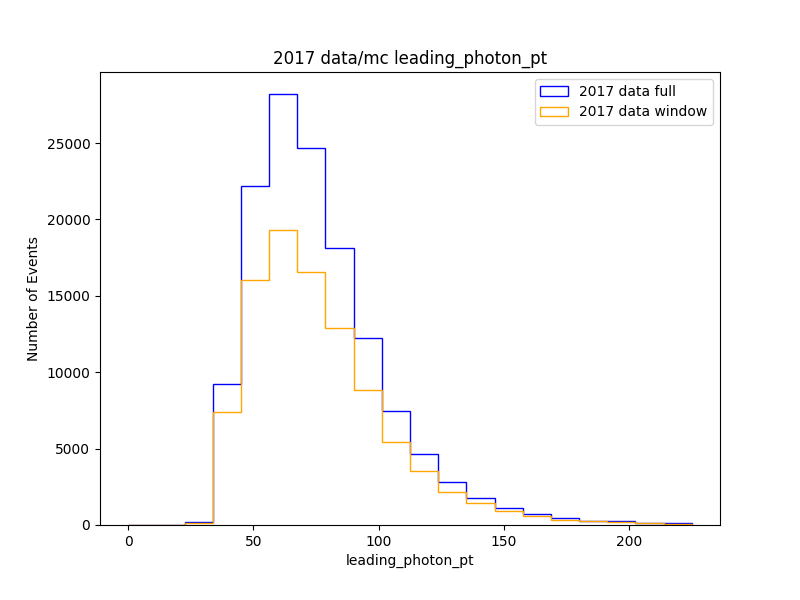 2017 data/mc leading_photon_pt
2017 data full
2017 data window
25000
20000
15000
10000
5000
0
Number of Events
0 50 100 150 200
leading_photon_pt